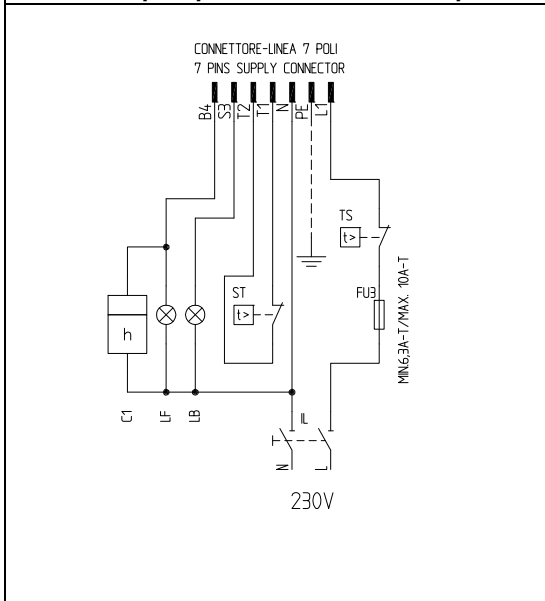 CONNETTORE-LINEA 7 POLI
7 PINS SUPPLY CONNECTOR
B4
S3
T2
T1
N
PE
L1
TS
t>
ST
t>
FU3
MIN.6,3A-T/MAX. 10A-T
h
C1
LF
LB
IL
N
L
230V